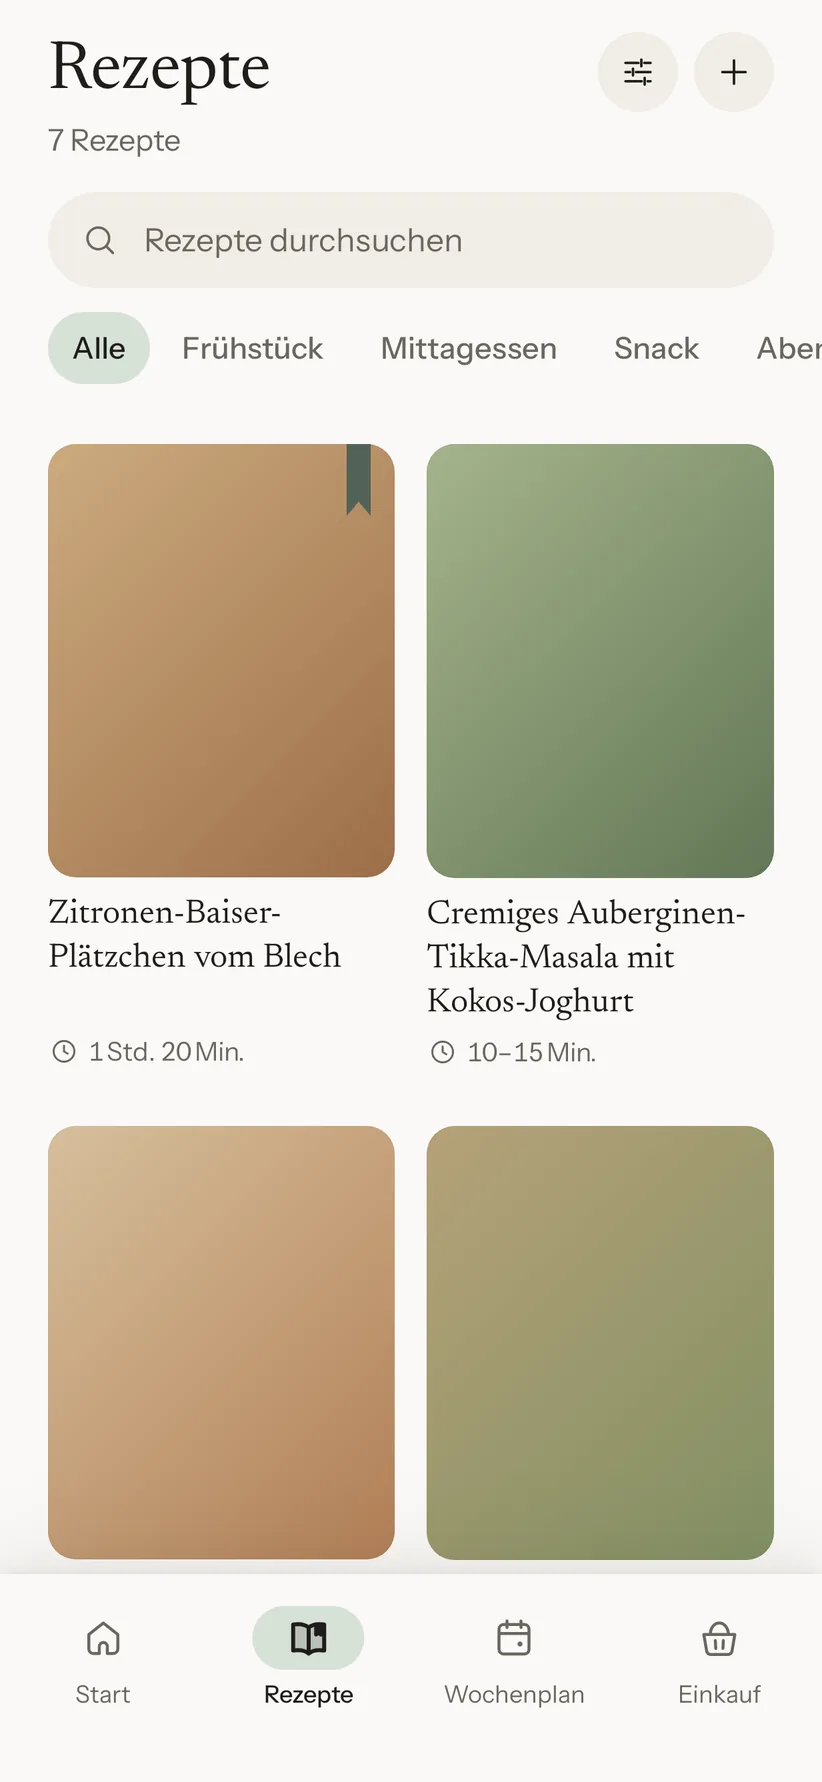 Rezepte
7 Rezepte
Rezepte durchsuchen
Alle Frühstück Mittagessen Snack
Zitronen-Baiser-
Plätzchen vom Blech
1 Std. 20 Min.
Cremiges Auberginen-
Tikka-Masala mit
Kokos-Joghurt
10–15 Min.
Start Rezepte Wochenplan Einkauf